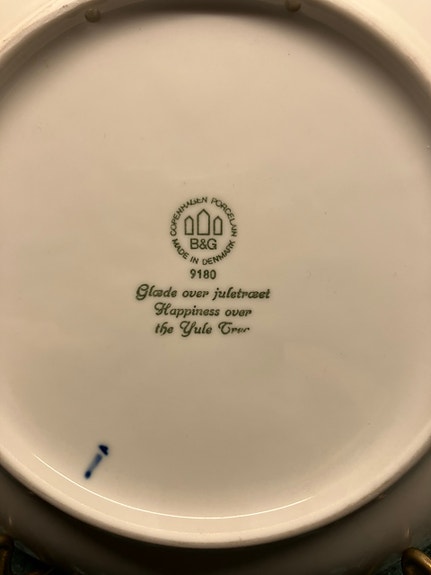 COPENHAGEN PORCELAIN
B&G
MADE IN DENMARK
9180
Glæde over juletræet
Happiness over
the Yule Tree